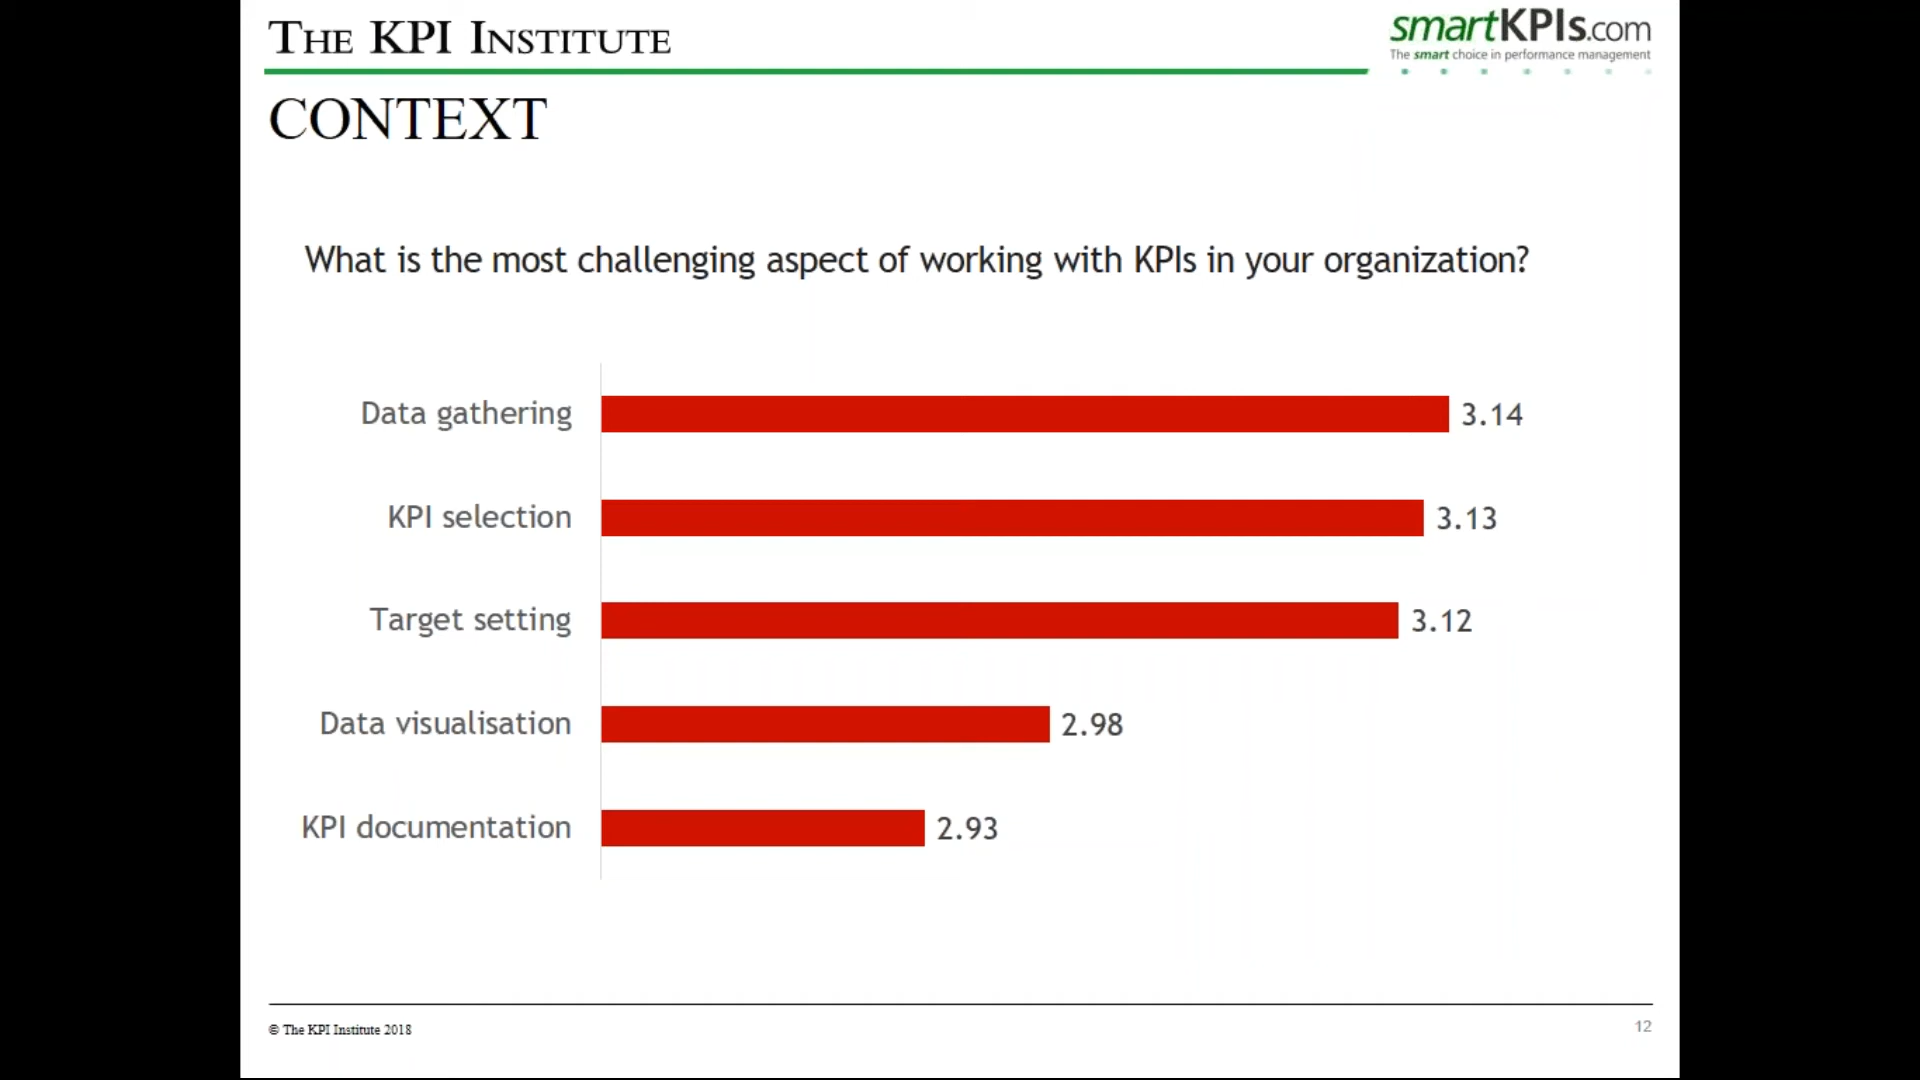 THE KPI INSTITUTE
smartKPIs.com
The smart choice in performance management
CONTEXT
What is the most challenging aspect of working with KPIs in your organization?
Data gathering 3.14
KPI selection 3.13
Target setting 3.12
Data visualisation 2.98
KPI documentation 2.93
© The KPI Institute 2018
12